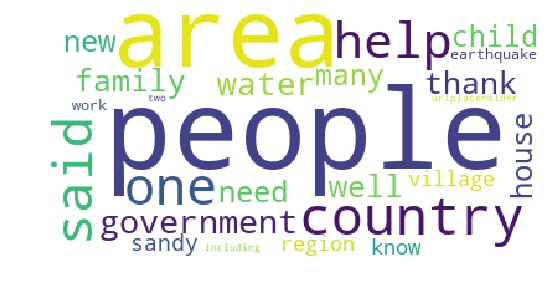 new area help child
earthquake
family water many thank
work two urlplaceholder
people
said house
one need well village
government country
sandy including region know